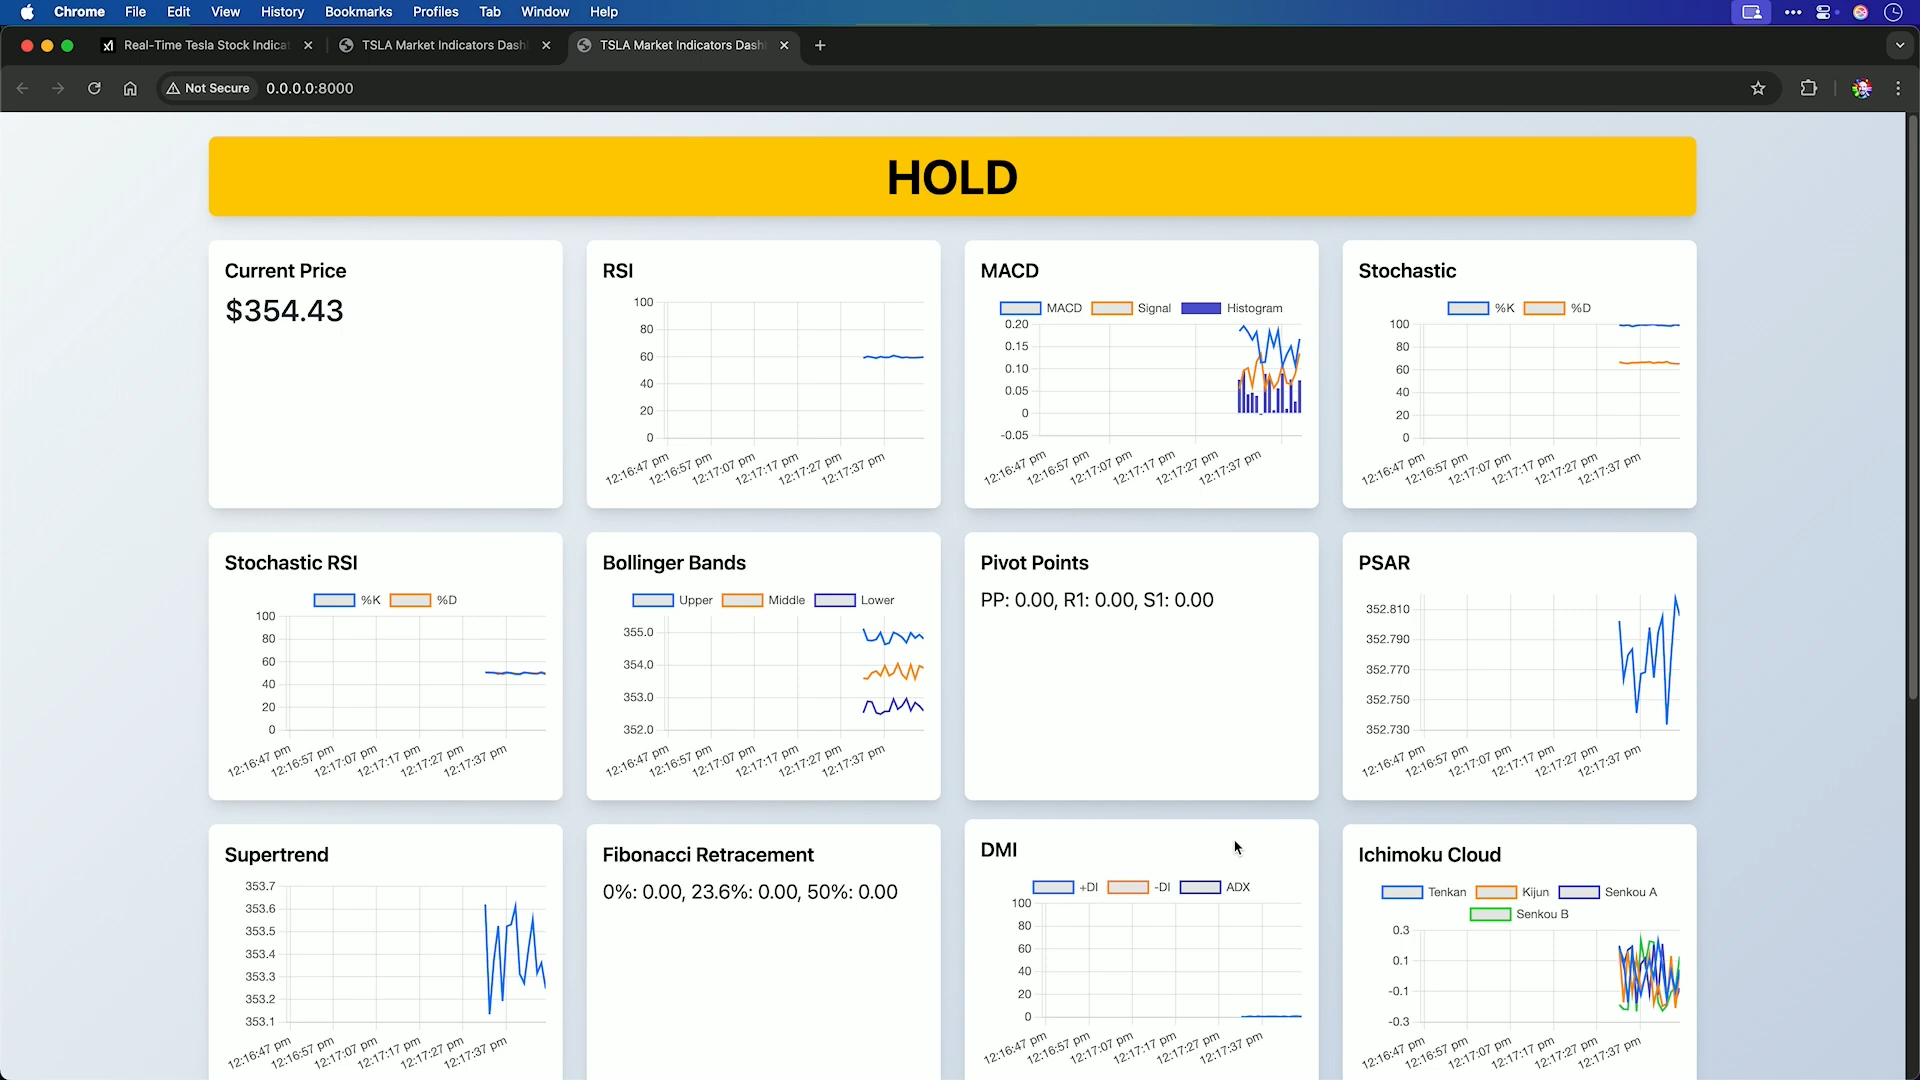 Chrome File Edit View History Bookmarks Profiles Tab Window Help
Real-Time Tesla Stock Indicat
TSLA Market Indicators Dash
TSLA Market Indicators Dash
Not Secure 0.0.0.0:8000
HOLD
Current Price
$354.43
RSI
100
80
60
40
20
0
12:16:47 pm 12:16:57 pm 12:17:07 pm 12:17:17 pm 12:17:27 pm 12:17:37 pm
MACD
MACD Signal Histogram
0.20
0.15
0.10
0.05
0
-0.05
12:16:47 pm 12:16:57 pm 12:17:07 pm 12:17:17 pm 12:17:27 pm 12:17:37 pm
Stochastic
%K %D
100
80
60
40
20
0
12:16:47 pm 12:16:57 pm 12:17:07 pm 12:17:17 pm 12:17:27 pm 12:17:37 pm
Stochastic RSI
%K %D
100
80
60
40
20
0
12:16:47 pm 12:16:57 pm 12:17:07 pm 12:17:17 pm 12:17:27 pm 12:17:37 pm
Bollinger Bands
Upper Middle Lower
355.0
354.0
353.0
352.0
12:16:47 pm 12:16:57 pm 12:17:07 pm 12:17:17 pm 12:17:27 pm 12:17:37 pm
Pivot Points
PP: 0.00, R1: 0.00, S1: 0.00
PSAR
352.810
352.790
352.770
352.750
352.730
12:16:47 pm 12:16:57 pm 12:17:07 pm 12:17:17 pm 12:17:27 pm 12:17:37 pm
Supertrend
353.7
353.6
353.5
353.4
353.3
353.2
353.1
12:16:47 pm 12:16:57 pm 12:17:07 pm 12:17:17 pm 12:17:27 pm 12:17:37 pm
Fibonacci Retracement
0%: 0.00, 23.6%: 0.00, 50%: 0.00
DMI
+DI -DI ADX
100
80
60
40
20
0
12:16:47 pm 12:16:57 pm 12:17:07 pm 12:17:17 pm 12:17:27 pm 12:17:37 pm
Ichimoku Cloud
Tenkan Kijun Senkou A
Senkou B
0.3
0.1
-0.1
-0.3
12:16:47 pm 12:16:57 pm 12:17:07 pm 12:17:17 pm 12:17:27 pm 12:17:37 pm